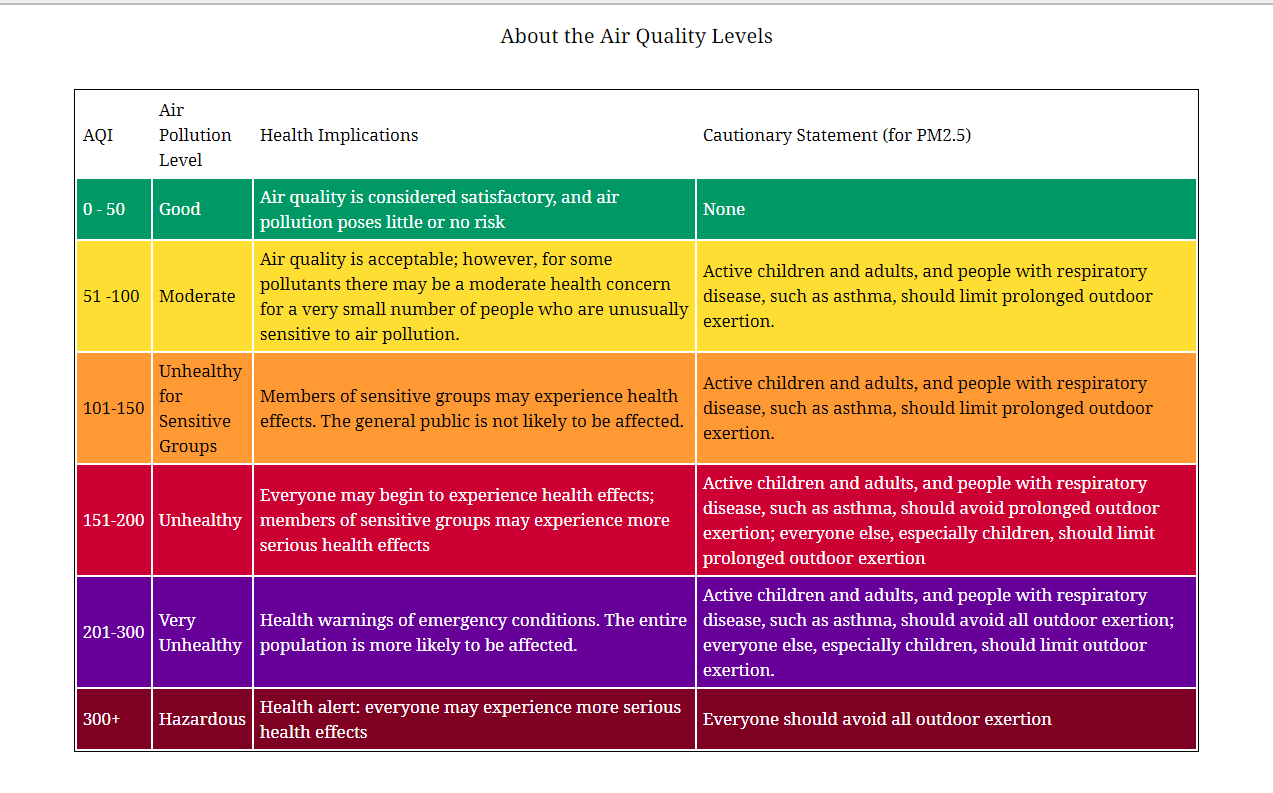 About the Air Quality Levels
AQI
Air
Pollution
Level
Health Implications
Cautionary Statement (for PM2.5)
0 - 50
Good
Air quality is considered satisfactory, and air
pollution poses little or no risk
None
51 -100
Moderate
Air quality is acceptable; however, for some
pollutants there may be a moderate health concern
for a very small number of people who are unusually
sensitive to air pollution.
Active children and adults, and people with respiratory
disease, such as asthma, should limit prolonged outdoor
exertion.
101-150
Unhealthy
for
Sensitive
Groups
Members of sensitive groups may experience health
effects. The general public is not likely to be affected.
Active children and adults, and people with respiratory
disease, such as asthma, should limit prolonged outdoor
exertion.
151-200
Unhealthy
Everyone may begin to experience health effects;
members of sensitive groups may experience more
serious health effects
Active children and adults, and people with respiratory
disease, such as asthma, should avoid prolonged outdoor
exertion; everyone else, especially children, should limit
prolonged outdoor exertion
201-300
Very
Unhealthy
Health warnings of emergency conditions. The entire
population is more likely to be affected.
Active children and adults, and people with respiratory
disease, such as asthma, should avoid all outdoor exertion;
everyone else, especially children, should limit outdoor
exertion.
300+
Hazardous
Health alert: everyone may experience more serious
health effects
Everyone should avoid all outdoor exertion